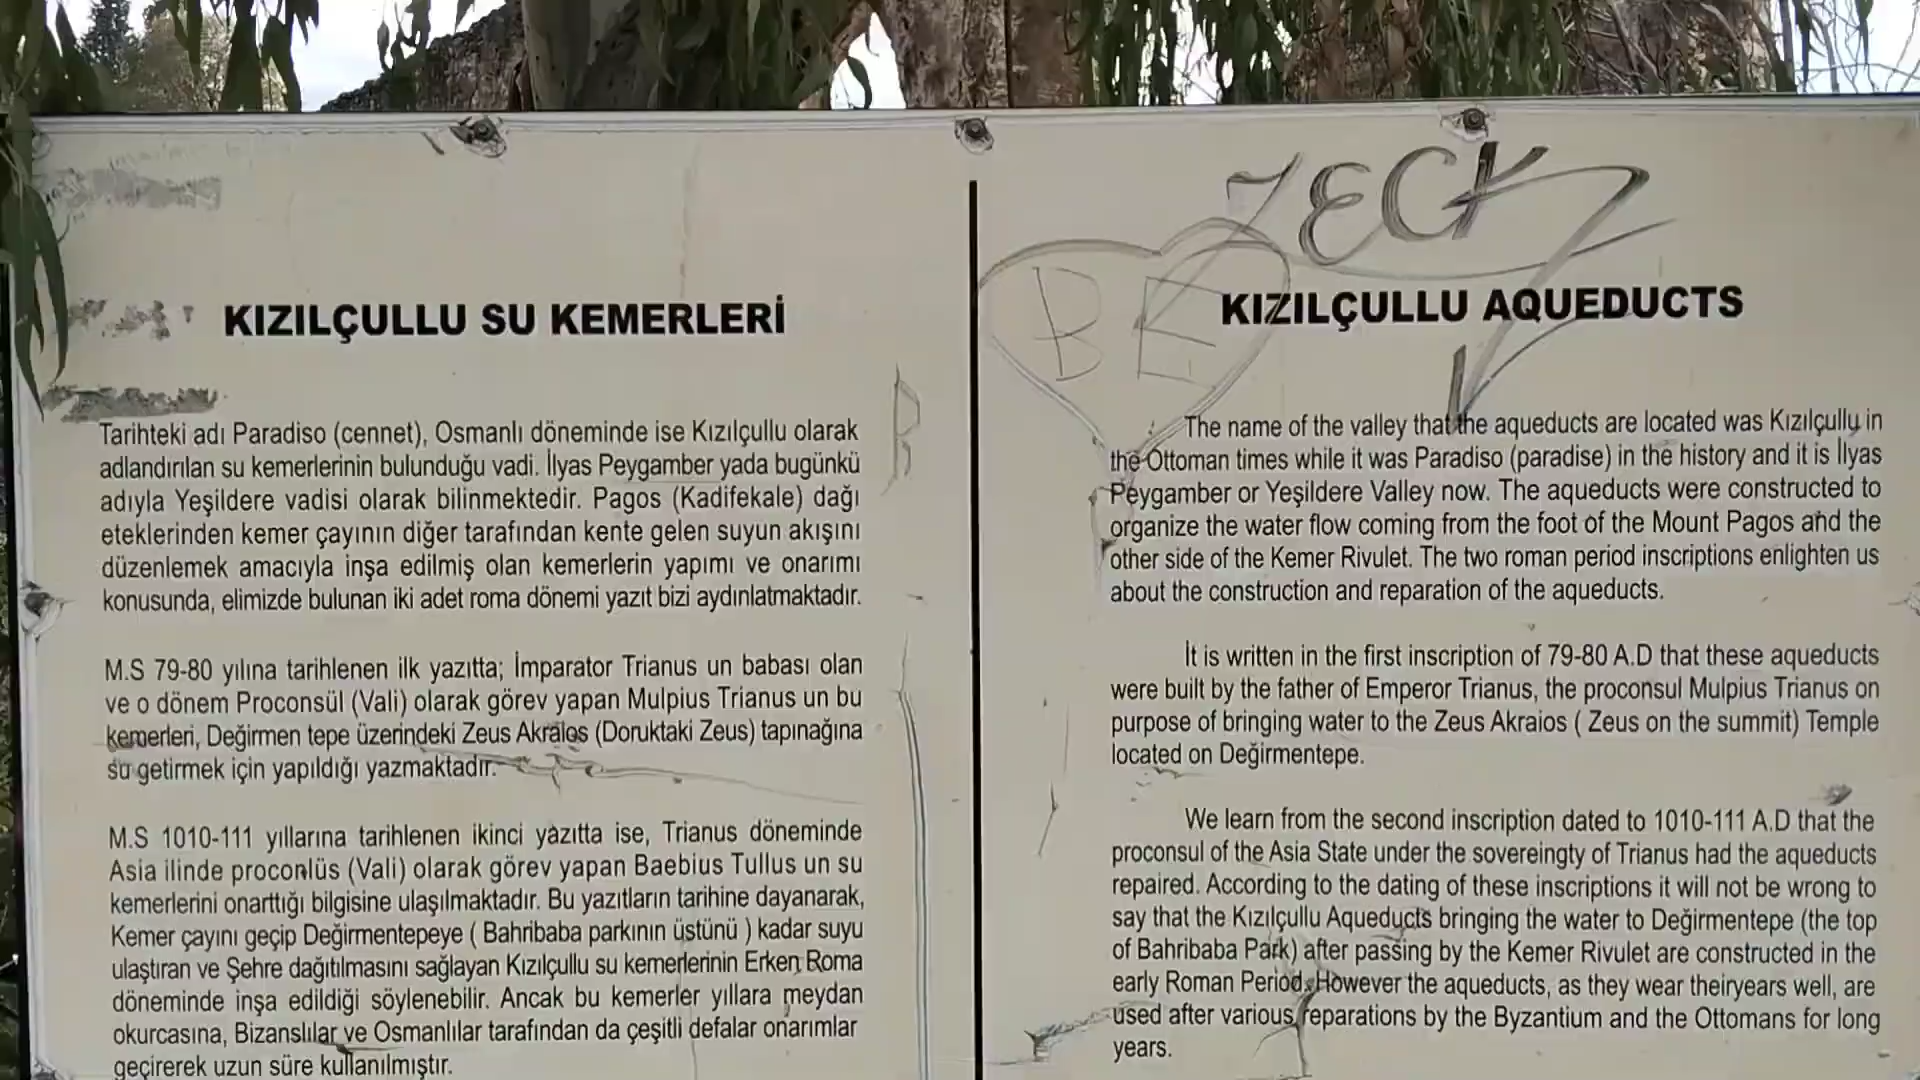 KIZILÇULLU SU KEMERLERİ
Tarihteki adı Paradiso (cennet), Osmanlı döneminde ise Kızılçullu olarak
adlandırılan su kemerlerinin bulunduğu vadi. İlyas Peygamber yada bugünkü
adıyla Yeşildere vadisi olarak bilinmektedir. Pagos (Kadifekale) dağı
eteklerinden kemer çayının diğer tarafından kente gelen suyun akışını
düzenlemek amacıyla inşa edilmiş olan kemerlerin yapımı ve onarımı
konusunda, elimizde bulunan iki adet roma dönemi yazıt bizi aydınlatmaktadır.
M.S 79-80 yılına tarihlenen ilk yazıtta; İmparator Trianus un babası olan
ve o dönem Proconsül (Vali) olarak görev yapan Mulpius Trianus un bu
kemerleri, Değirmen tepe üzerindeki Zeus Akraios (Doruktaki Zeus) tapınağına
su getirmek için yapıldığı yazmaktadır.
M.S 1010-111 yıllarına tarihlenen ikinci yazıtta ise, Trianus döneminde
Asia ilinde proconlüs (Vali) olarak görev yapan Baebius Tullus un su
kemerlerini onarttığı bilgisine ulaşılmaktadır. Bu yazıtların tarihine dayanarak,
Kemer çayını geçip Değirmentepeye ( Bahribaba parkının üstünü ) kadar suyu
ulaştıran ve Şehre dağıtılmasını sağlayan Kızılçullu su kemerlerinin Erken Roma
döneminde inşa edildiği söylenebilir. Ancak bu kemerler yıllara meydan
okurcasına, Bizanslılar ve Osmanlılar tarafından da çeşitli defalar onarımlar
geçirerek uzun süre kullanılmıştır.
R
ZECK
B E
KIZILÇULLU AQUEDUCTS
The name of the valley that the aqueducts are located was Kızılçullu in
the Ottoman times while it was Paradiso (paradise) in the history and it is İlyas
Peygamber or Yeşildere Valley now. The aqueducts were constructed to
organize the water flow coming from the foot of the Mount Pagos and the
other side of the Kemer Rivulet. The two roman period inscriptions enlighten us
about the construction and reparation of the aqueducts.
İt is written in the first inscription of 79-80 A.D that these aqueducts
were built by the father of Emperor Trianus, the proconsul Mulpius Trianus on
purpose of bringing water to the Zeus Akraios ( Zeus on the summit) Temple
located on Değirmentepe.
We learn from the second inscription dated to 1010-111 A.D that the
proconsul of the Asia State under the sovereingty of Trianus had the aqueducts
repaired. According to the dating of these inscriptions it will not be wrong to
say that the Kızılçullu Aqueducts bringing the water to Değirmentepe (the top
of Bahribaba Park) after passing by the Kemer Rivulet are constructed in the
early Roman Period. However the aqueducts, as they wear theiryears well, are
used after various reparations by the Byzantium and the Ottomans for long
years.